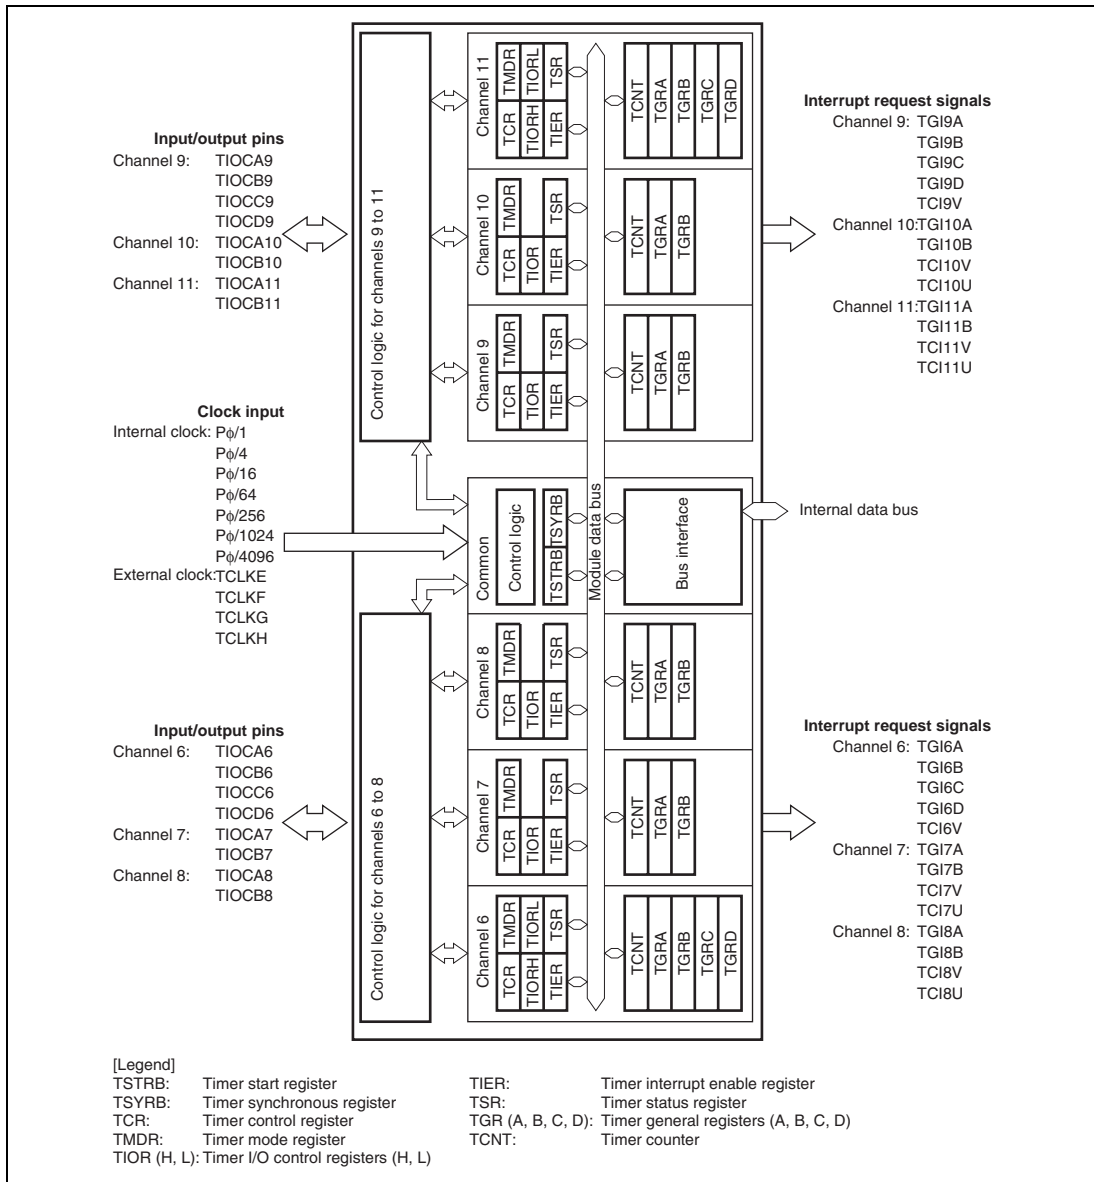 Input/output pins
Channel 9: TIOCA9
TIOCB9
TIOCC9
TIOCD9
Channel 10: TIOCA10
TIOCB10
Channel 11: TIOCA11
TIOCB11
Clock input
Internal clock: Pϕ/1
Pϕ/4
Pϕ/16
Pϕ/64
Pϕ/256
Pϕ/1024
Pϕ/4096
External clock: TCLKE
TCLKF
TCLKG
TCLKH
Input/output pins
Channel 6: TIOCA6
TIOCB6
TIOCC6
TIOCD6
Channel 7: TIOCA7
TIOCB7
Channel 8: TIOCA8
TIOCB8
Control logic for channels 9 to 11
Channel 11
TCR TMDR
TIORH TIORL
TIER TSR
TCNT
TGRA
TGRB
TGRC
TGRD
Channel 10
TCR TMDR
TIOR
TIER TSR
TCNT
TGRA
TGRB
Channel 9
TCR TMDR
TIOR
TIER TSR
TCNT
TGRA
TGRB
Common
Control logic
TSTRB TSYRB
Module data bus
Bus interface
Control logic for channels 6 to 8
Channel 8
TCR TMDR
TIOR
TIER TSR
TCNT
TGRA
TGRB
Channel 7
TCR TMDR
TIOR
TIER TSR
TCNT
TGRA
TGRB
Channel 6
TCR TMDR
TIORH TIORL
TIER TSR
TCNT
TGRA
TGRB
TGRC
TGRD
Interrupt request signals
Channel 9: TGI9A
TGI9B
TGI9C
TGI9D
TCI9V
Channel 10: TGI10A
TGI10B
TCI10V
TCI10U
Channel 11: TGI11A
TGI11B
TCI11V
TCI11U
Internal data bus
Interrupt request signals
Channel 6: TGI6A
TGI6B
TGI6C
TGI6D
TCI6V
Channel 7: TGI7A
TGI7B
TCI7V
TCI7U
Channel 8: TGI8A
TGI8B
TCI8V
TCI8U
[Legend]
TSTRB: Timer start register
TSYRB: Timer synchronous register
TCR: Timer control register
TMDR: Timer mode register
TIOR (H, L): Timer I/O control registers (H, L)
TIER: Timer interrupt enable register
TSR: Timer status register
TGR (A, B, C, D): Timer general registers (A, B, C, D)
TCNT: Timer counter